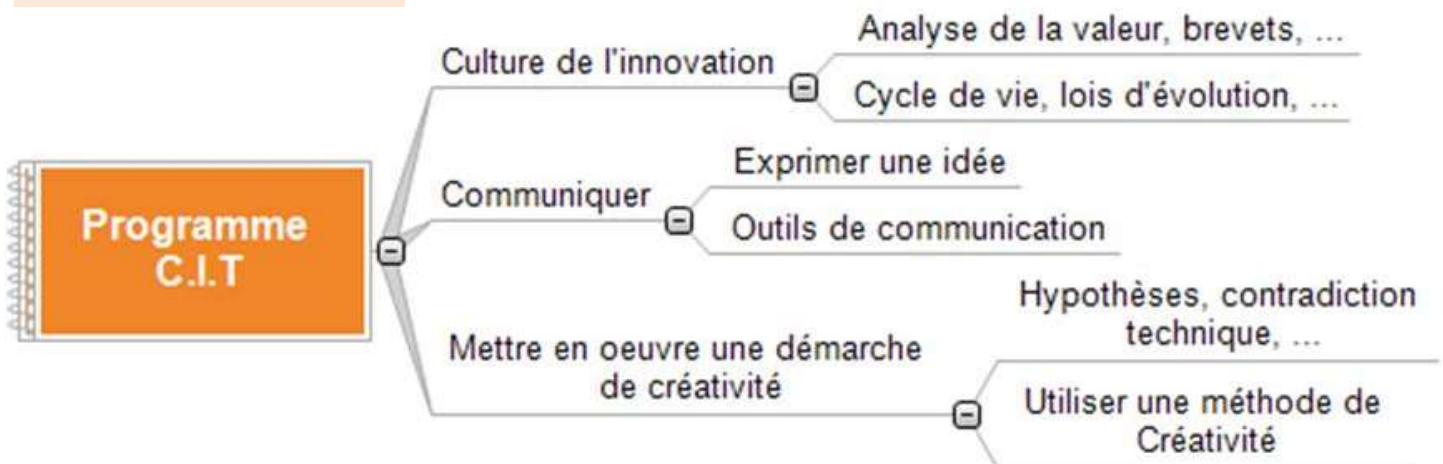 Programme
C.I.T
Culture de l'innovation
Analyse de la valeur, brevets, ...
Cycle de vie, lois d'évolution, ...
Communiquer
Exprimer une idée
Outils de communication
Mettre en oeuvre une démarche
de créativité
Hypothèses, contradiction
technique, ...
Utiliser une méthode de
Créativité